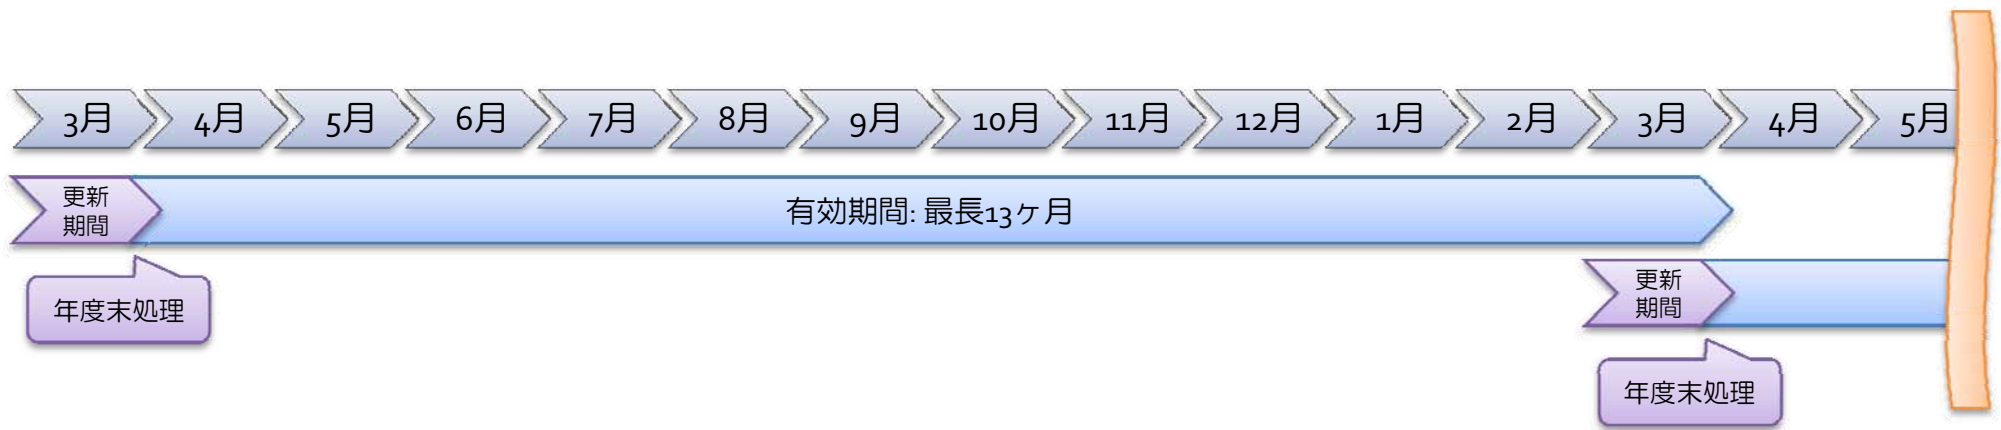 3月 4月 5月 6月 7月 8月 9月 10月 11月 12月 1月 2月 3月 4月 5月
更新
期間
有効期間: 最長13ヶ月
年度末処理
更新
期間
年度末処理